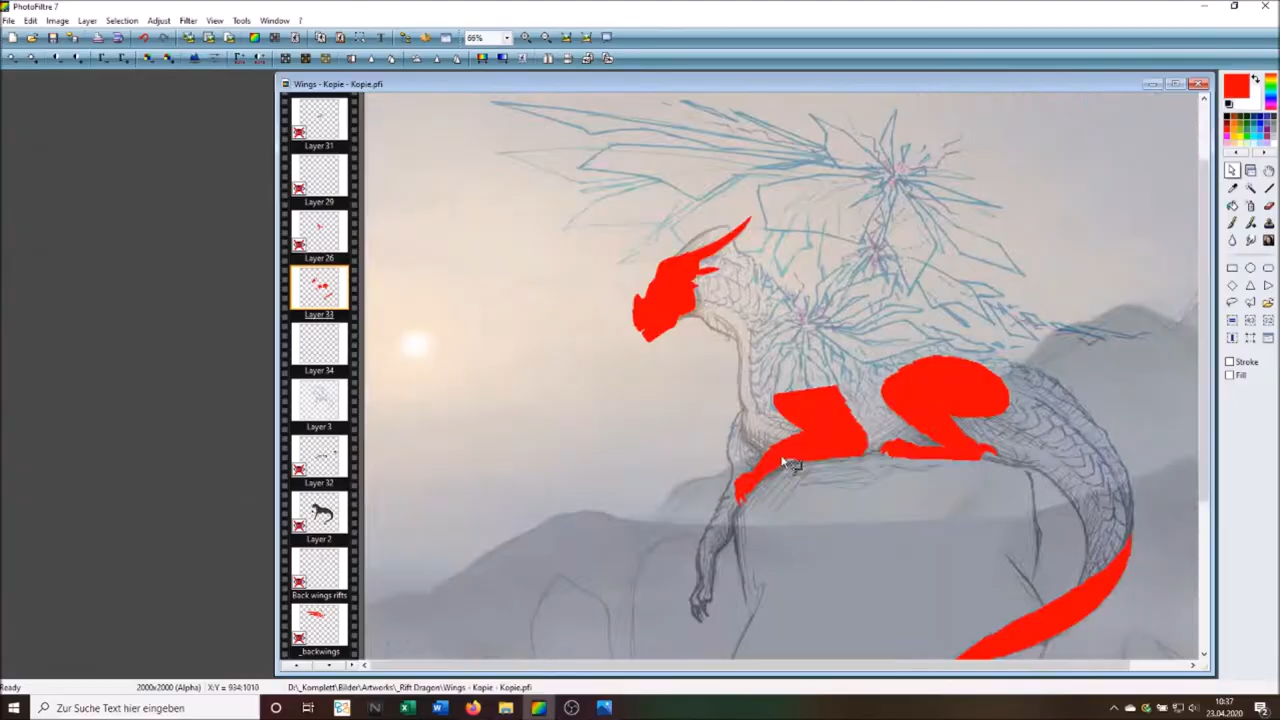 PhotoFiltre 7
File Edit Image Layer Selection Adjust Filter View Tools Window ?
66%
Wings - Kopie - Kopie.pfi
Layer 31
Layer 29
Layer 26
Layer 33
Layer 34
Layer 3
Layer 32
Layer 2
Back wings rifts
_backwings
Stroke
Fill
Ready 2000x2000 (Alpha) X:Y = 934:1010 D:\_Komplett\Bilder\Artworks\_Rift Dragon\Wings - Kopie - Kopie.pfi
Zur Suche Text hier eingeben
10:37
23.04.2020